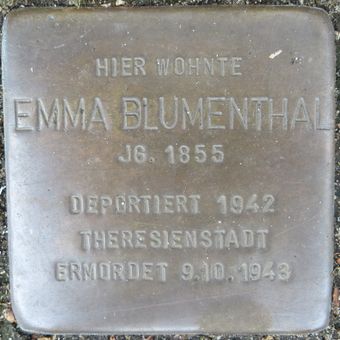 HIER WOHNTE
EMMA BLUMENTHAL
JG. 1855
DEPORTIERT 1942
THERESIENSTADT
ERMORDET 9.10.1943